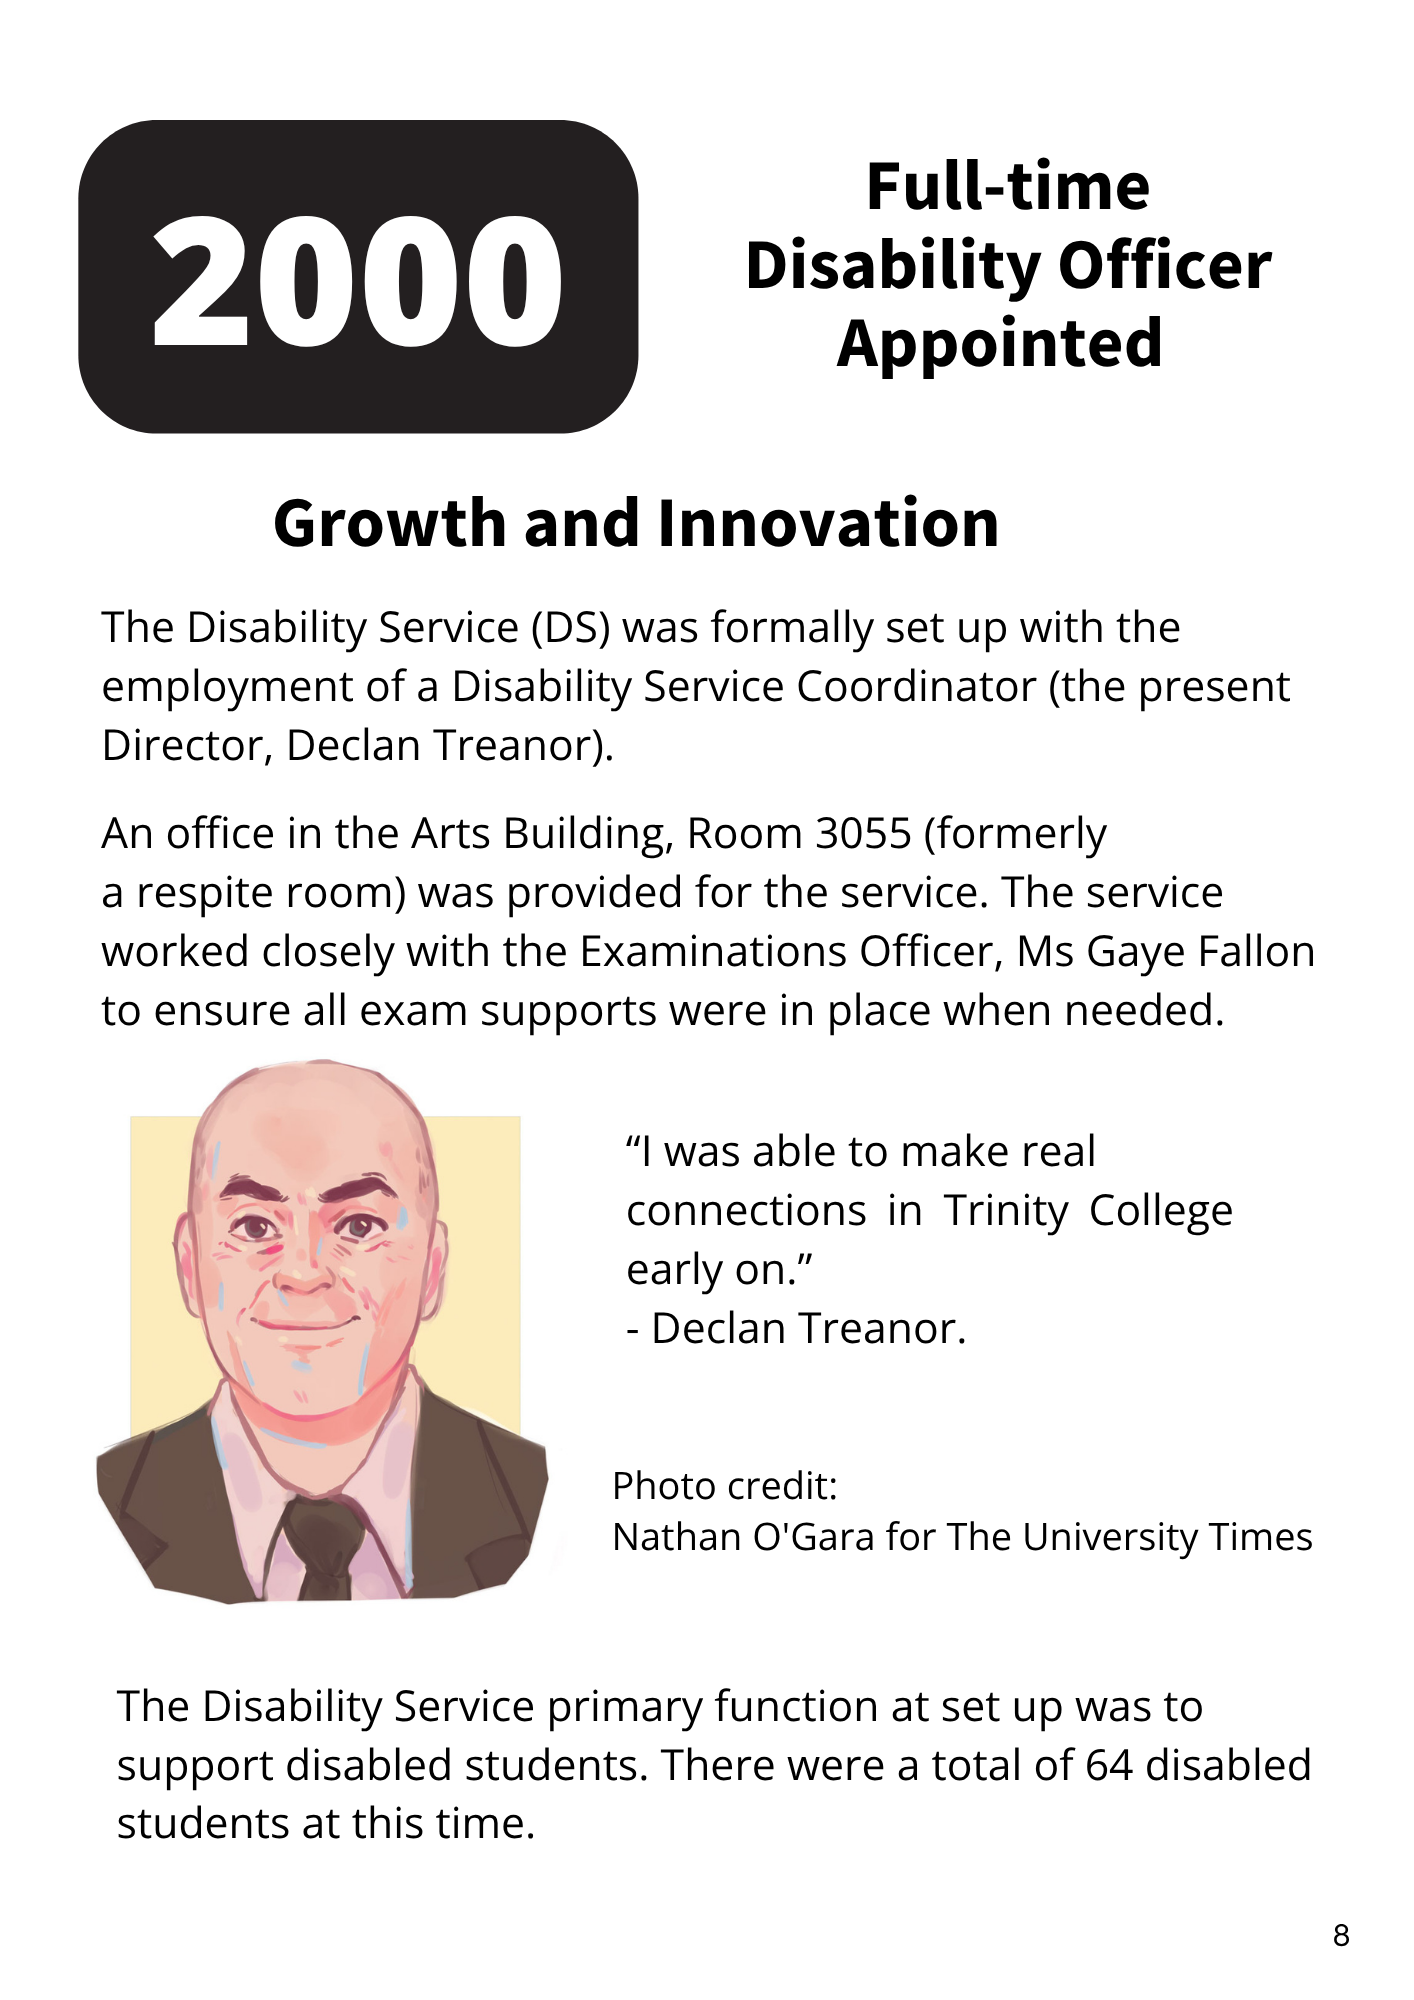 2000
Full-time
Disability Officer
Appointed
Growth and Innovation
The Disability Service (DS) was formally set up with the
employment of a Disability Service Coordinator (the present
Director, Declan Treanor).
An office in the Arts Building, Room 3055 (formerly
a respite room) was provided for the service. The service
worked closely with the Examinations Officer, Ms Gaye Fallon
to ensure all exam supports were in place when needed.
“I was able to make real
connections in Trinity College
early on.”
- Declan Treanor.
Photo credit:
Nathan O'Gara for The University Times
The Disability Service primary function at set up was to
support disabled students. There were a total of 64 disabled
students at this time.
8